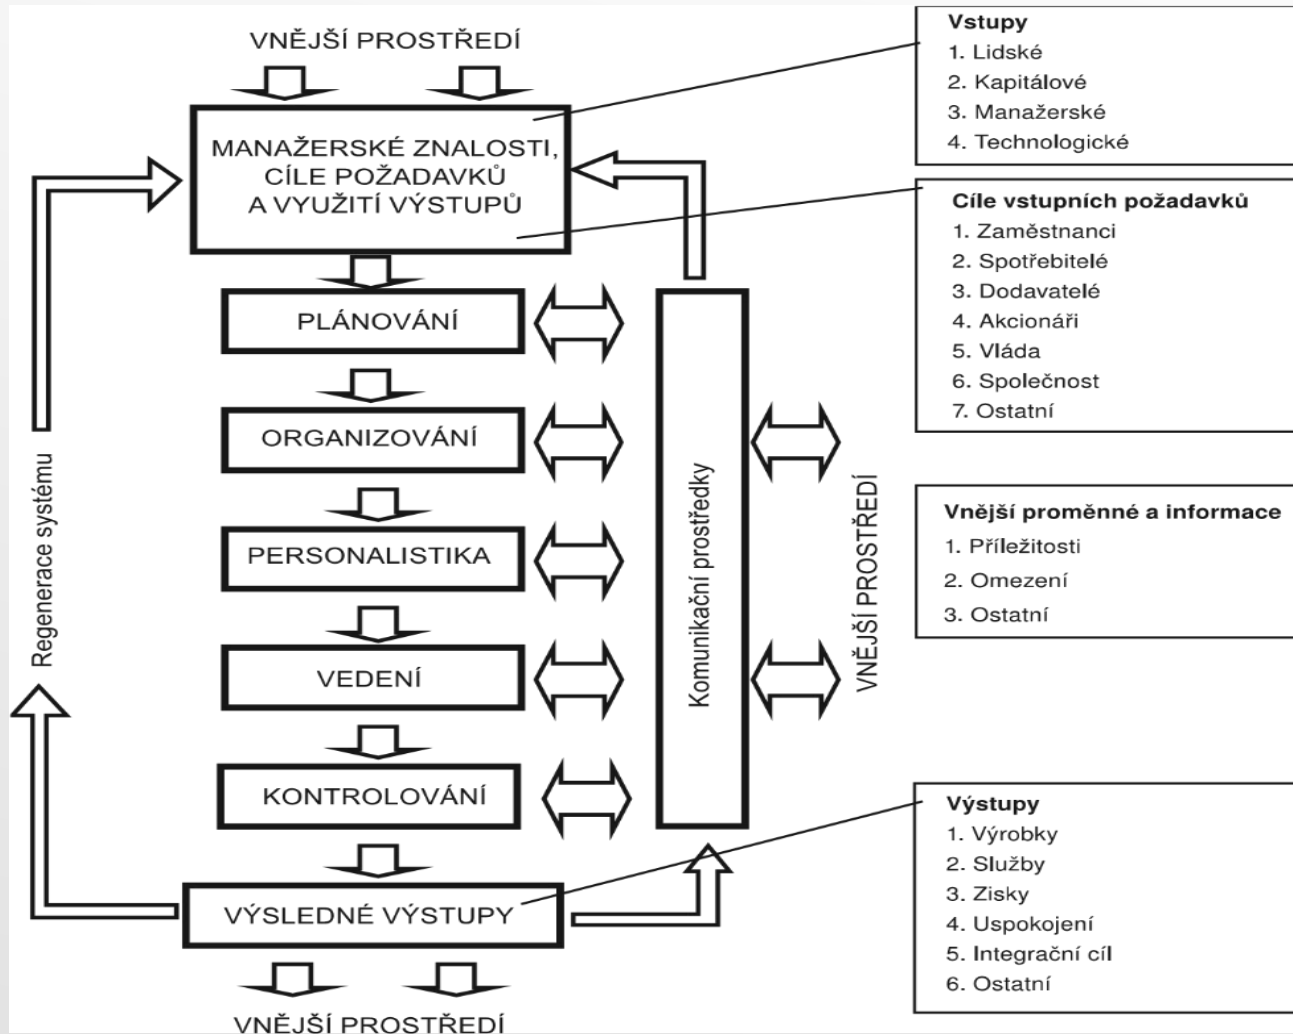 VNĚJŠÍ PROSTŘEDÍ
MANAŽERSKÉ ZNALOSTI,
CÍLE POŽADAVKŮ
A VYUŽITÍ VÝSTUPŮ
PLÁNOVÁNÍ
ORGANIZOVÁNÍ
PERSONALISTIKA
VEDENÍ
KONTROLOVÁNÍ
VÝSLEDNÉ VÝSTUPY
VNĚJŠÍ PROSTŘEDÍ
Regenerace systému
Komunikační prostředky
VNĚJŠÍ PROSTŘEDÍ
Vstupy
1. Lidské
2. Kapitálové
3. Manažerské
4. Technologické
Cíle vstupních požadavků
1. Zaměstnanci
2. Spotřebitelé
3. Dodavatelé
4. Akcionáři
5. Vláda
6. Společnost
7. Ostatní
Vnější proměnné a informace
1. Příležitosti
2. Omezení
3. Ostatní
Výstupy
1. Výrobky
2. Služby
3. Zisky
4. Uspokojení
5. Integrační cíl
6. Ostatní